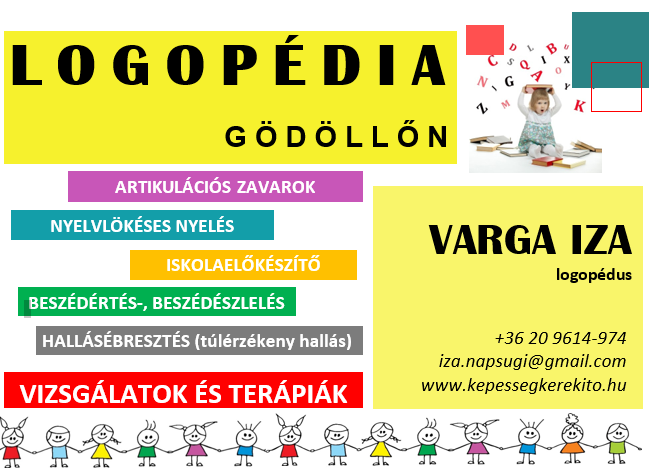 LOGOPÉDIA
GÖDÖLLŐN
ARTIKULÁCIÓS ZAVAROK
NYELVLÖKÉSES NYELÉS
ISKOLAELŐKÉSZÍTŐ
BESZÉDÉRTÉS-, BESZÉDÉSZLELÉS
HALLÁSÉBRESZTÉS (túlérzékeny hallás)
VIZSGÁLATOK ÉS TERÁPIÁK
VARGA IZA
logopédus
+36 20 9614-974
iza.napsugi@gmail.com
www.kepessegkerekito.hu